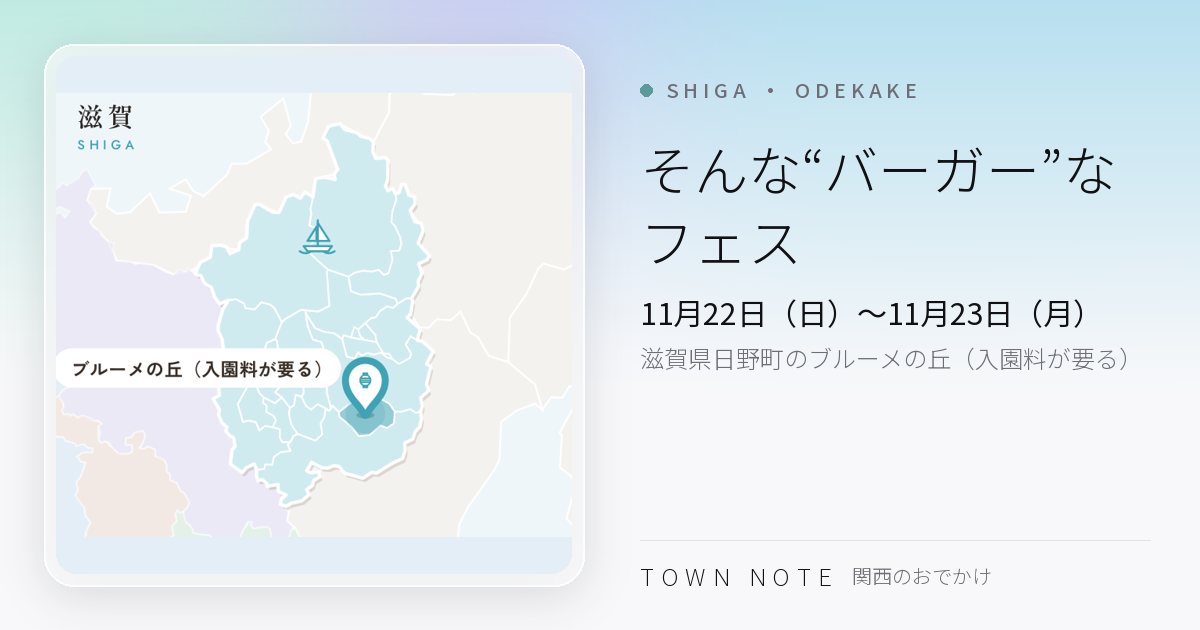 滋賀
SHIGA
ブルーメの丘（入園料が要る）
SHIGA • ODEKAKE
そんな“バーガー”な
フェス
11月22日（日）〜11月23日（月）
滋賀県日野町のブルーメの丘（入園料が要る）
TOWN NOTE 関西のおでかけ